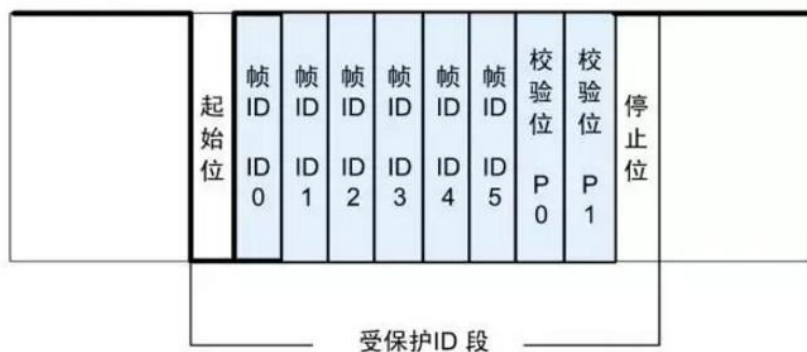 起始位
帧ID ID0
帧ID ID1
帧ID ID2
帧ID ID3
帧ID ID4
帧ID ID5
校验位 P0
校验位 P1
停止位
受保护ID 段